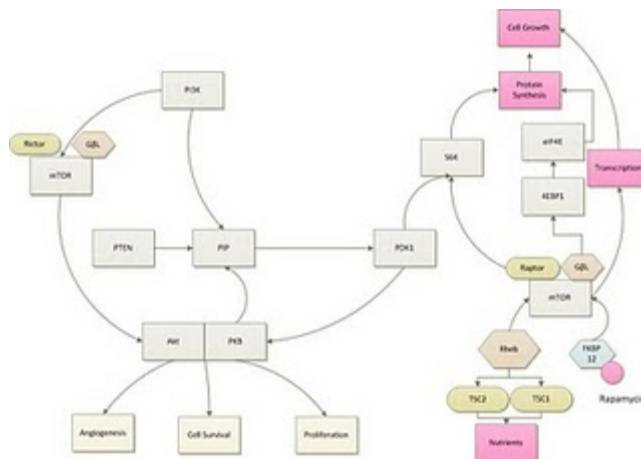 Cell Growth
PI3K
Protein
Synthesis
Rictor
GβL
mTOR
eIF4E
S6K
Transcription
4EBP1
PTEN
PIP
PDK1
Raptor
GβL
mTOR
Akt
PKB
Rheb
FKBP
12
Rapamyci
TSC2
TSC1
Angiogenesis
Cell Survival
Proliferation
Nutrients